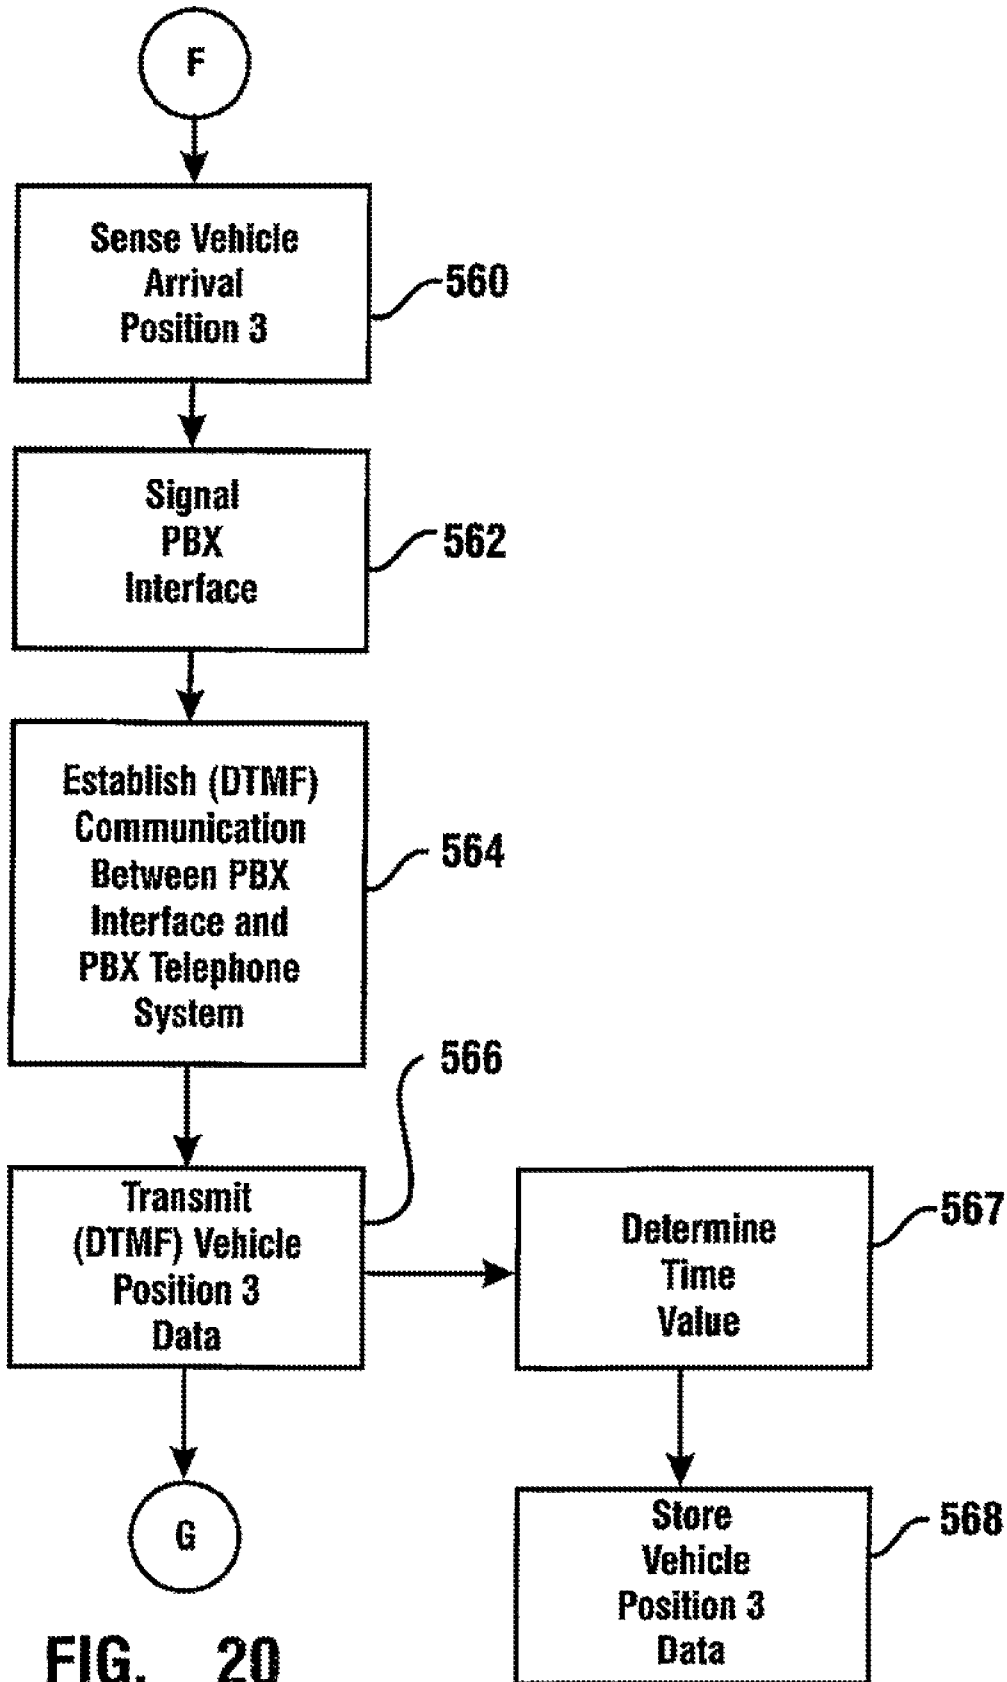 F
Sense Vehicle
Arrival
Position 3
560
Signal
PBX
Interface
562
Establish (DTMF)
Communication
Between PBX
Interface and
PBX Telephone
System
564
566
Transmit
(DTMF) Vehicle
Position 3
Data
Determine
Time
Value
567
G
Store
Vehicle
Position 3
Data
568
FIG. 20